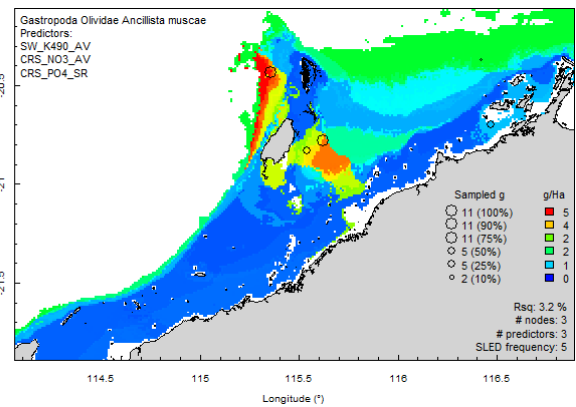 Gastropoda Olividae Ancillista muscae
Predictors:
SW_K490_AV
CRS_NO3_AV
CRS_PO4_SR
-20.5
-21
-21.5
Sampled g g/Ha
11 (100%) 5
11 (90%) 4
11 (75%) 2
5 (50%) 2
5 (25%) 1
2 (10%) 0
Rsq: 3.2 %
# nodes: 3
# predictors: 3
SLED frequency: 5
114.5 115 115.5 116 116.5
Longitude (°)